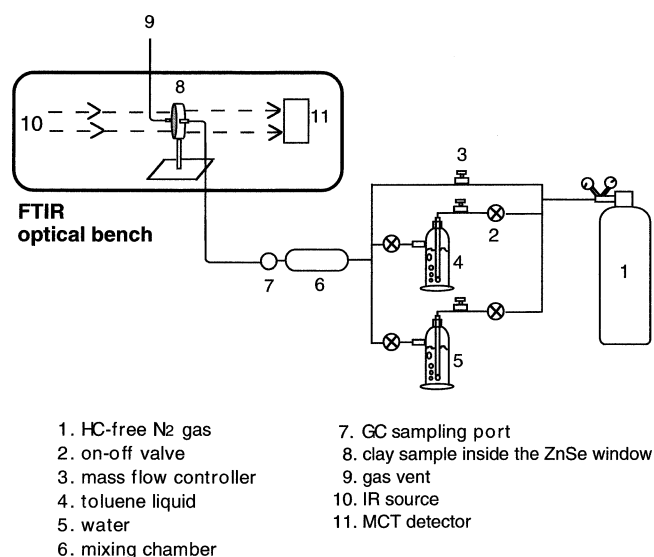 9
8
10
11
FTIR
optical bench
3
2
4
1
7
6
5
1. HC-free N2 gas
2. on-off valve
3. mass flow controller
4. toluene liquid
5. water
6. mixing chamber
7. GC sampling port
8. clay sample inside the ZnSe window
9. gas vent
10. IR source
11. MCT detector